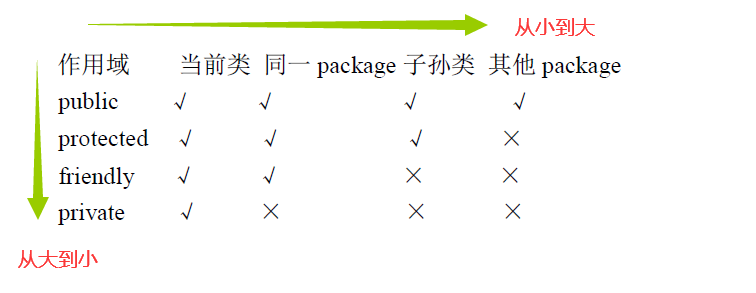 从小到大
作用域 当前类 同一 package 子孙类 其他 package
public √ √ √ √
protected √ √ √ ×
friendly √ √ × ×
private √ × × ×
从大到小